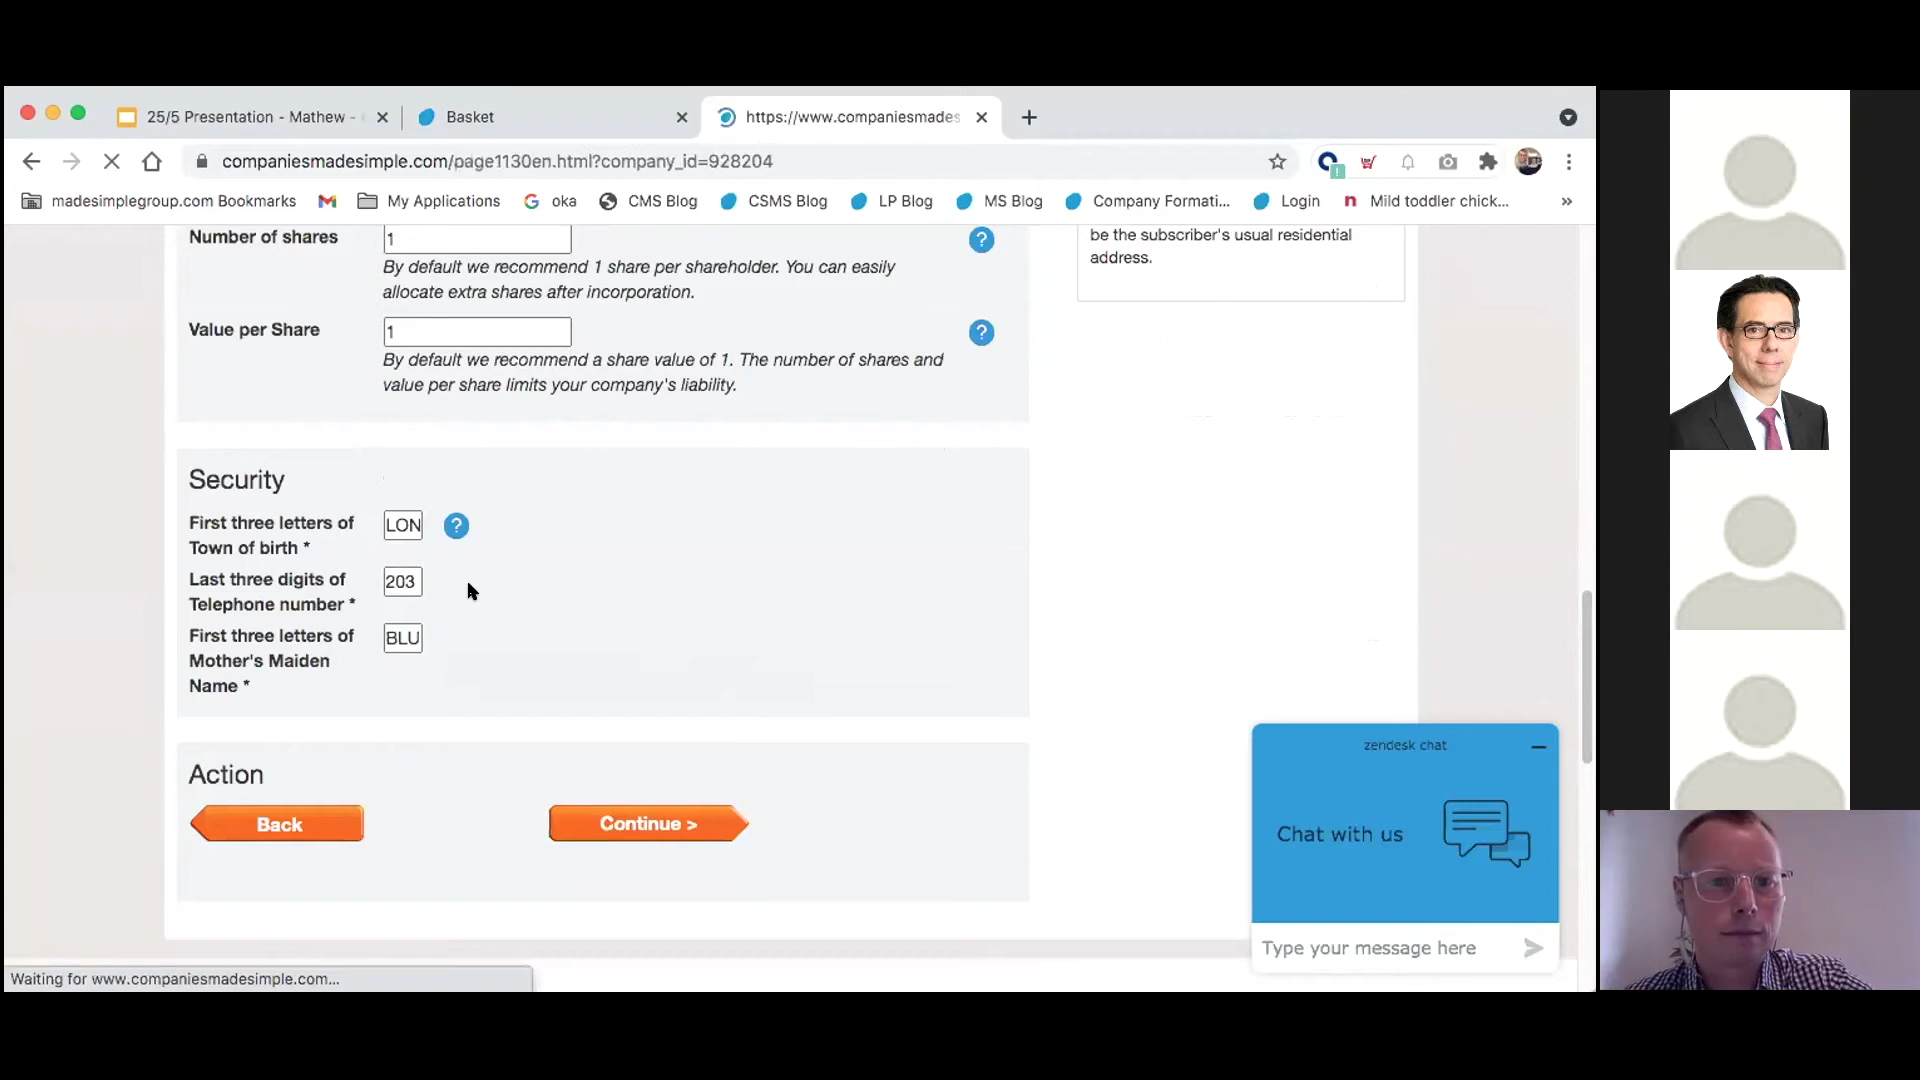 25/5 Presentation - Mathew -
Basket
https://www.companiesmades
companiesmadesimple.com/page1130en.html?company_id=928204
madesimplegroup.com Bookmarks
My Applications
oka
CMS Blog
CSMS Blog
LP Blog
MS Blog
Company Formati...
Login
Mild toddler chick...
»
Number of shares
1
?
By default we recommend 1 share per shareholder. You can easily
allocate extra shares after incorporation.
Value per Share
1
?
By default we recommend a share value of 1. The number of shares and
value per share limits your company's liability.
be the subscriber's usual residential
address.
Security
First three letters of
Town of birth *
LON
?
Last three digits of
Telephone number *
203
First three letters of
Mother's Maiden
Name *
BLU
Action
Back
Continue >
zendesk chat
Chat with us
Type your message here
Waiting for www.companiesmadesimple.com...